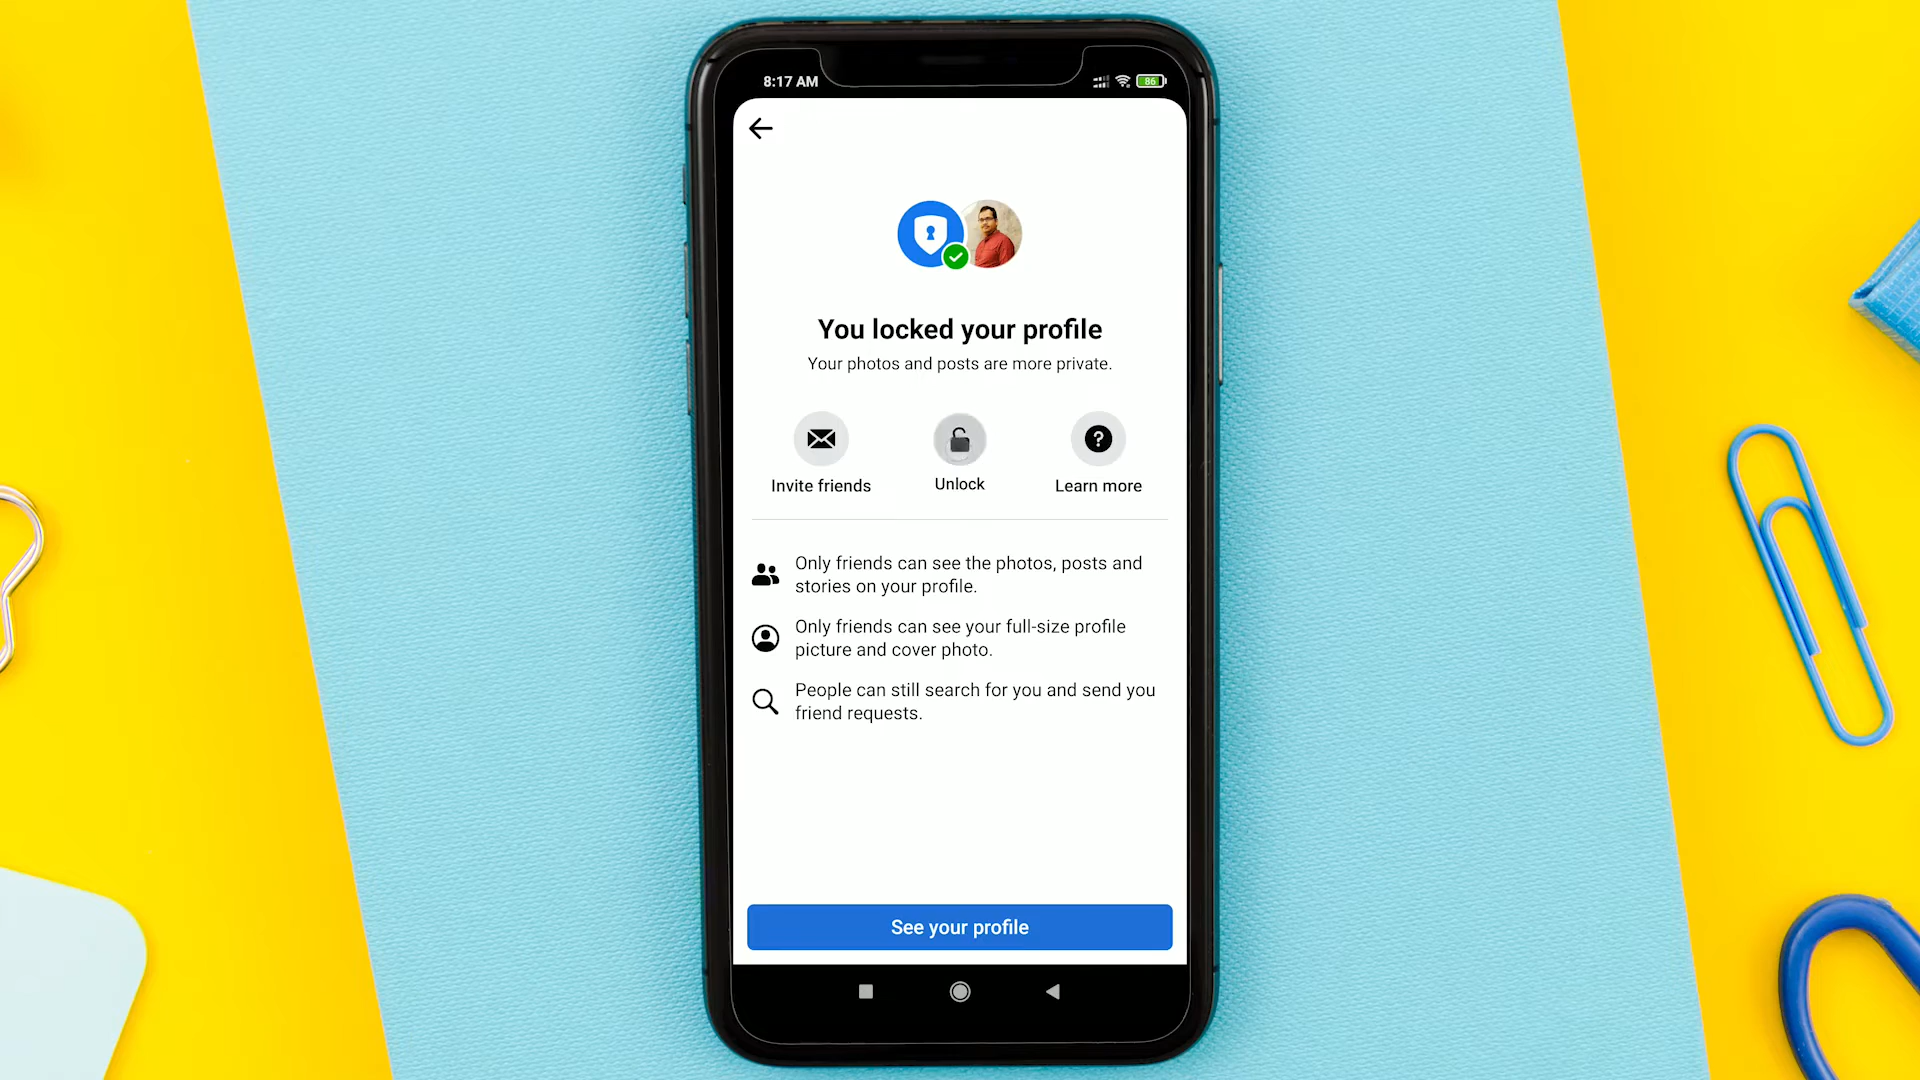 8:17 AM
86
You locked your profile
Your photos and posts are more private.
Invite friends
Unlock
Learn more
Only friends can see the photos, posts and
stories on your profile.
Only friends can see your full-size profile
picture and cover photo.
People can still search for you and send you
friend requests.
See your profile